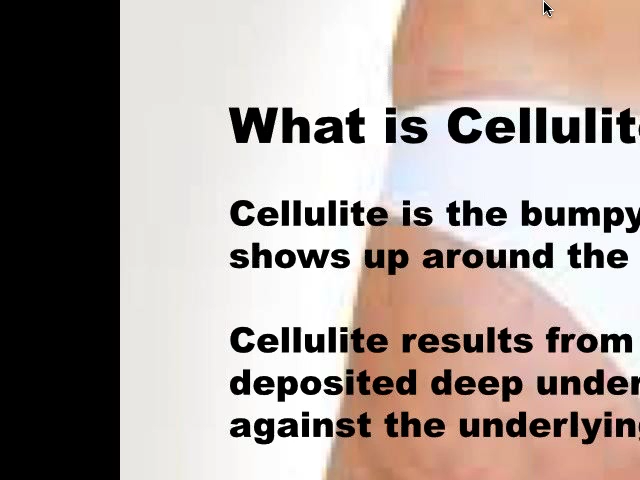 What is Cellulit
Cellulite is the bumpy
shows up around the
Cellulite results from
deposited deep under
against the underlying